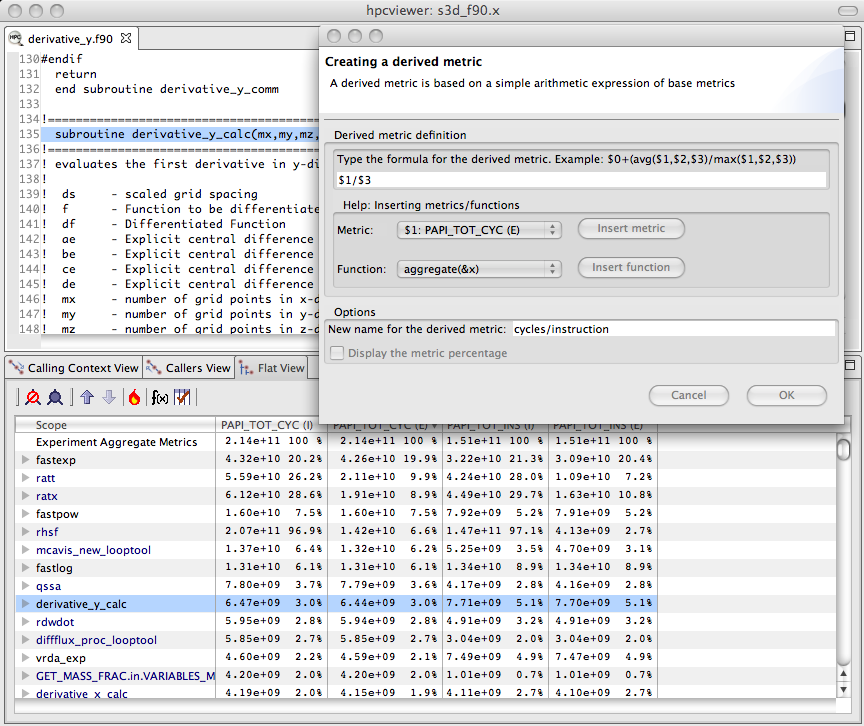 hpcviewer: s3d_f90.x
derivative_y.f90
130 #endif
131 return
132 end subroutine derivative_y_comm
133
134 !========================================
135 subroutine derivative_y_calc(mx,my,mz,
136 !========================================
137 ! evaluates the first derivative in y-di
138 !
139 ! ds - scaled grid spacing
140 ! f - Function to be differentiate
141 ! df - Differentiated Function
142 ! ae - Explicit central difference
143 ! be - Explicit central difference
144 ! ce - Explicit central difference
145 ! de - Explicit central difference
146 ! mx - number of grid points in x-d
147 ! my - number of grid points in y-d
148 ! mz - number of grid points in z-d
Creating a derived metric
A derived metric is based on a simple arithmetic expression of base metrics
Derived metric definition
Type the formula for the derived metric. Example: $0+(avg($1,$2,$3)/max($1,$2,$3))
$1/$3
Help: Inserting metrics/functions
Metric: $1: PAPI_TOT_CYC (E) Insert metric
Function: aggregate(&x) Insert function
Options
New name for the derived metric: cycles/instruction
Display the metric percentage
Cancel OK
Calling Context View Callers View Flat View
f(x)
Scope PAPI_TOT_CYC (I) PAPI_TOT_CYC (E) PAPI_TOT_INS (I) PAPI_TOT_INS (E)
Experiment Aggregate Metrics 2.14e+11 100 % 2.14e+11 100 % 1.51e+11 100 % 1.51e+11 100 %
fastexp 4.32e+10 20.2% 4.26e+10 19.9% 3.22e+10 21.3% 3.09e+10 20.4%
ratt 5.59e+10 26.2% 2.11e+10 9.9% 4.24e+10 28.0% 1.09e+10 7.2%
ratx 6.12e+10 28.6% 1.91e+10 8.9% 4.49e+10 29.7% 1.63e+10 10.8%
fastpow 1.60e+10 7.5% 1.60e+10 7.5% 7.92e+09 5.2% 7.91e+09 5.2%
rhsf 2.07e+11 96.9% 1.42e+10 6.6% 1.47e+11 97.1% 4.13e+09 2.7%
mcavis_new_looptool 1.37e+10 6.4% 1.32e+10 6.2% 5.25e+09 3.5% 4.70e+09 3.1%
fastlog 1.31e+10 6.1% 1.31e+10 6.1% 1.34e+10 8.9% 1.34e+10 8.9%
qssa 7.80e+09 3.7% 7.79e+09 3.6% 4.17e+09 2.8% 4.16e+09 2.8%
derivative_y_calc 6.47e+09 3.0% 6.44e+09 3.0% 7.71e+09 5.1% 7.70e+09 5.1%
rdwdot 5.95e+09 2.8% 5.94e+09 2.8% 4.91e+09 3.2% 4.91e+09 3.2%
diffflux_proc_looptool 5.85e+09 2.7% 5.85e+09 2.7% 3.04e+09 2.0% 3.04e+09 2.0%
vrda_exp 4.60e+09 2.2% 4.59e+09 2.1% 7.49e+09 4.9% 7.47e+09 4.9%
GET_MASS_FRAC.in.VARIABLES_M 4.20e+09 2.0% 4.20e+09 2.0% 1.01e+09 0.7% 1.01e+09 0.7%
derivative_x_calc 4.19e+09 2.0% 4.15e+09 1.9% 4.11e+09 2.7% 4.10e+09 2.7%